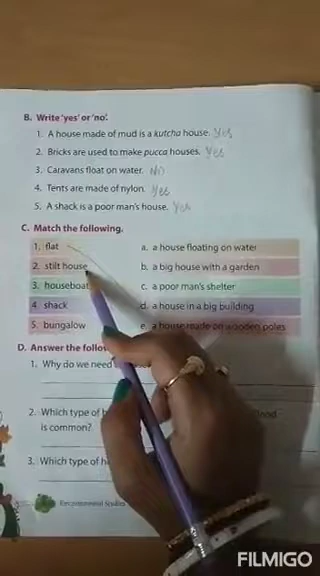 B. Write 'yes' or 'no'.
1. A house made of mud is a kutcha house. Yes
2. Bricks are used to make pucca houses. Yes
3. Caravans float on water. No
4. Tents are made of nylon. Yes
5. A shack is a poor man's house. Yes
C. Match the following.
1. flat a. a house floating on water
2. stilt house b. a big house with a garden
3. houseboat c. a poor man's shelter
4. shack d. a house in a big building
5. bungalow e. a house made on wooden poles
D. Answer the follow
1. Why do we need
2. Which type of
is common?
3. Which type of h
Environmental Studies
FILMIGO